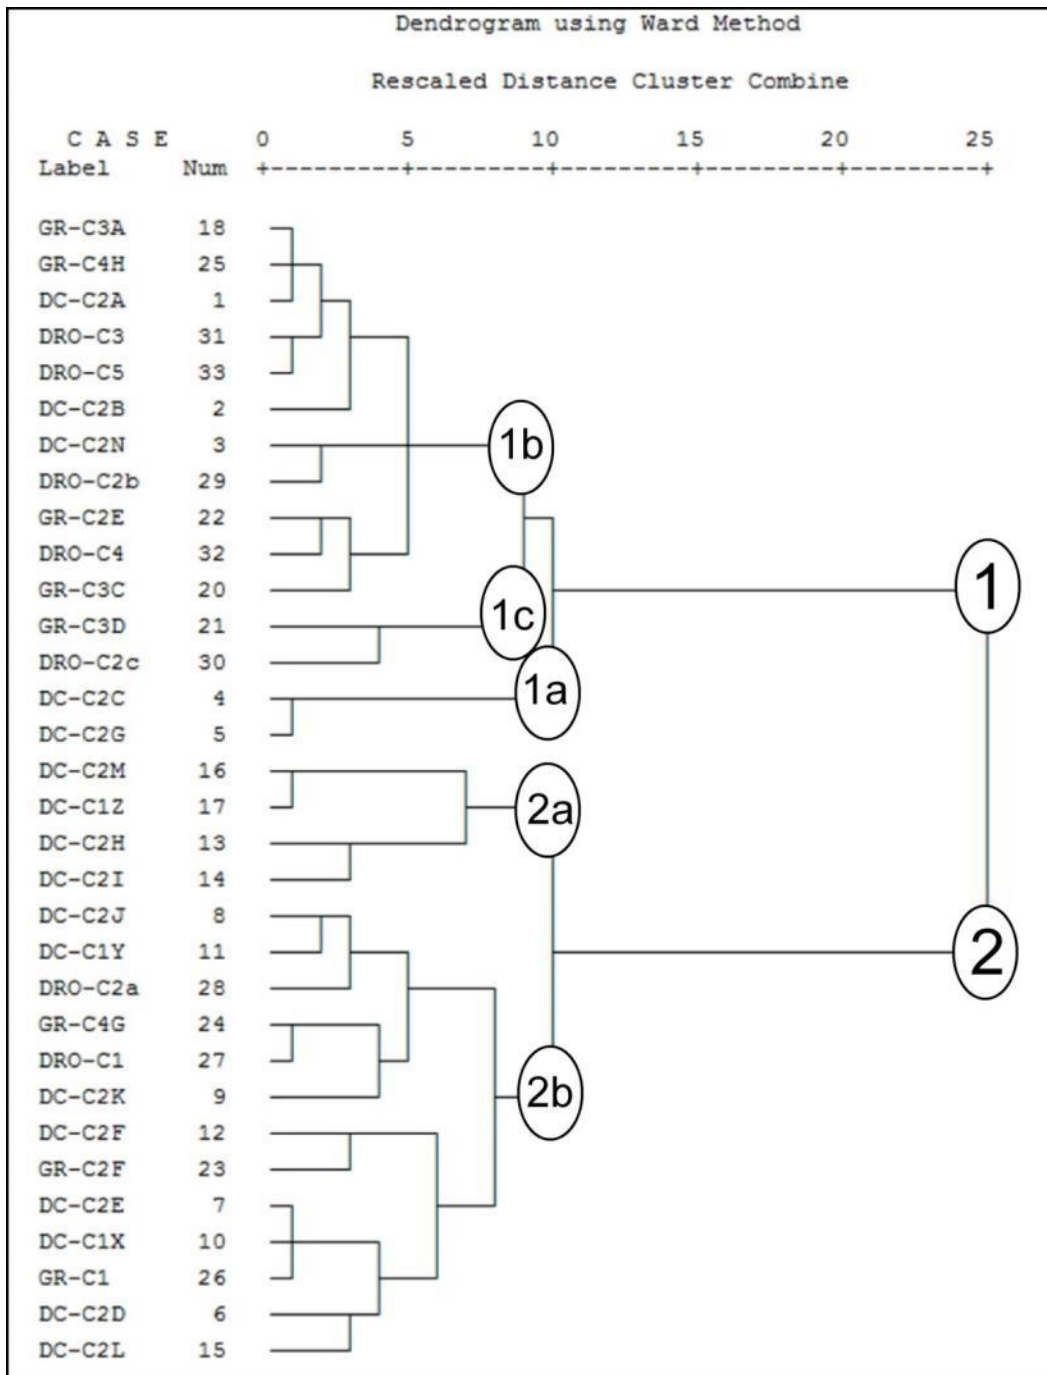 Dendrogram using Ward Method
Rescaled Distance Cluster Combine
C A S E 0 5 10 15 20 25
Label Num +---------+---------+---------+---------+---------+
GR-C3A 18
GR-C4H 25
DC-C2A 1
DRO-C3 31
DRO-C5 33
DC-C2B 2
DC-C2N 3 1b
DRO-C2b 29
GR-C2E 22
DRO-C4 32
GR-C3C 20 1
GR-C3D 21 1c
DRO-C2c 30
DC-C2C 4 1a
DC-C2G 5
DC-C2M 16
DC-C1Z 17 2a
DC-C2H 13
DC-C2I 14
DC-C2J 8
DC-C1Y 11 2
DRO-C2a 28
GR-C4G 24
DRO-C1 27
DC-C2K 9 2b
DC-C2F 12
GR-C2F 23
DC-C2E 7
DC-C1X 10
GR-C1 26
DC-C2D 6
DC-C2L 15